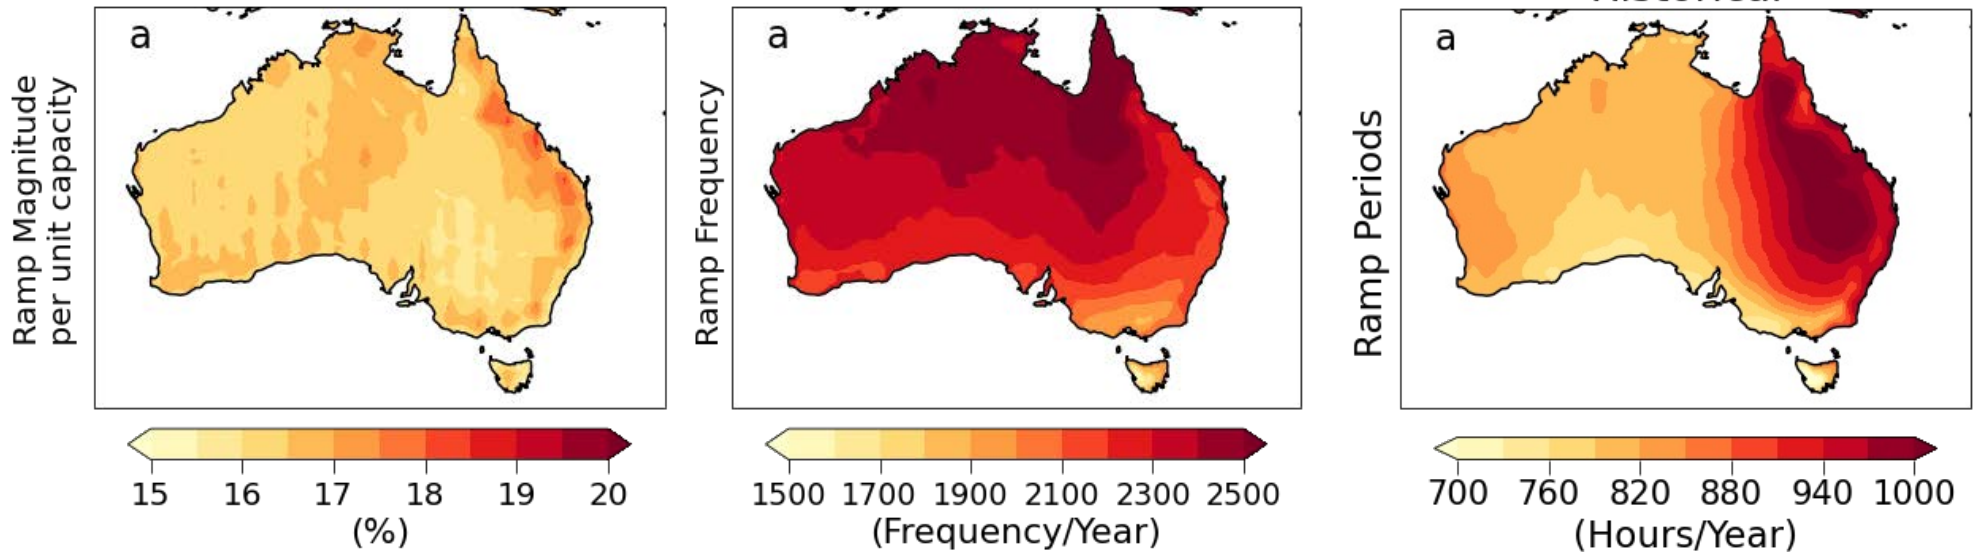 a
Ramp Magnitude
per unit capacity
15 16 17 18 19 20
(%)
a
Ramp Frequency
1500 1700 1900 2100 2300 2500
(Frequency/Year)
a
Ramp Periods
700 760 820 880 940 1000
(Hours/Year)